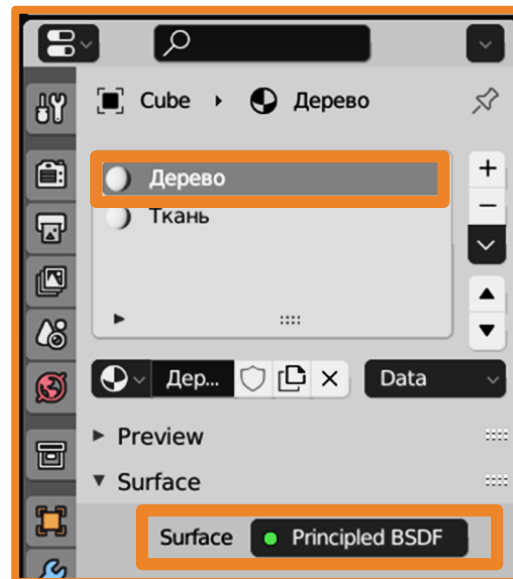 Cube Дерево
Дерево
Ткань
Дер... Data
Preview
Surface
Surface Principled BSDF